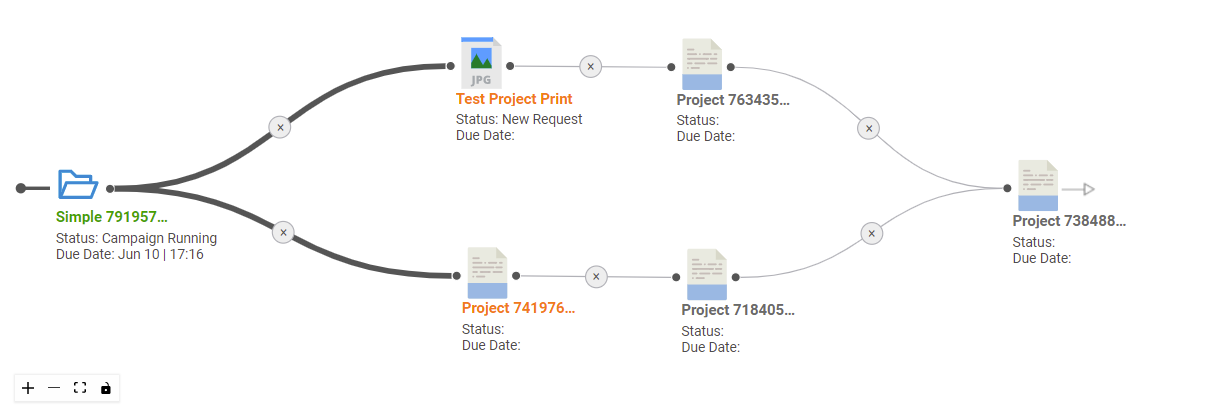 JPG
Test Project Print
Status: New Request
Due Date:
Project 763435...
Status:
Due Date:
Simple 791957...
Status: Campaign Running
Due Date: Jun 10 | 17:16
Project 738488...
Status:
Due Date:
Project 741976...
Status:
Due Date:
Project 718405...
Status:
Due Date: